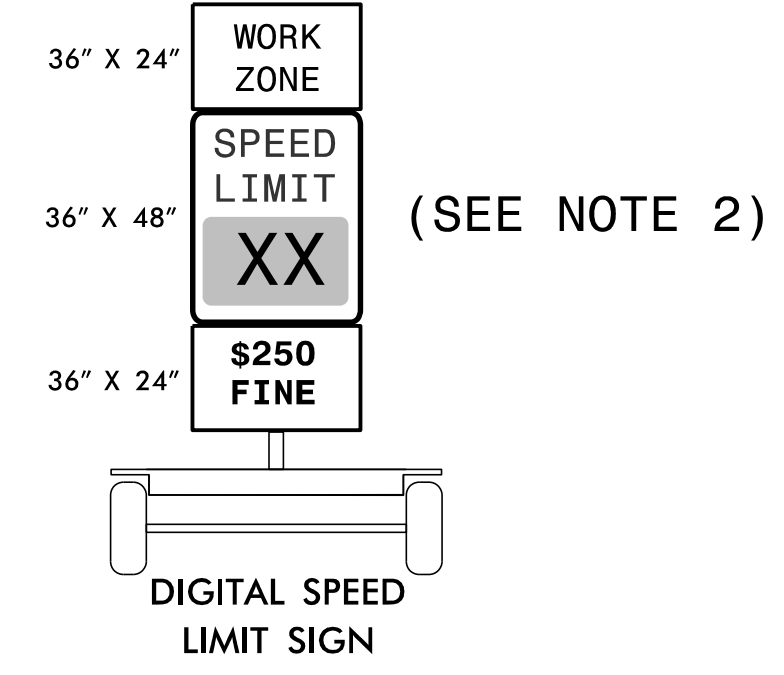 WORK
ZONE
36" X 24"
SPEED
LIMIT
XX
36" X 48"
(SEE NOTE 2)
$250
FINE
36" X 24"
DIGITAL SPEED
LIMIT SIGN